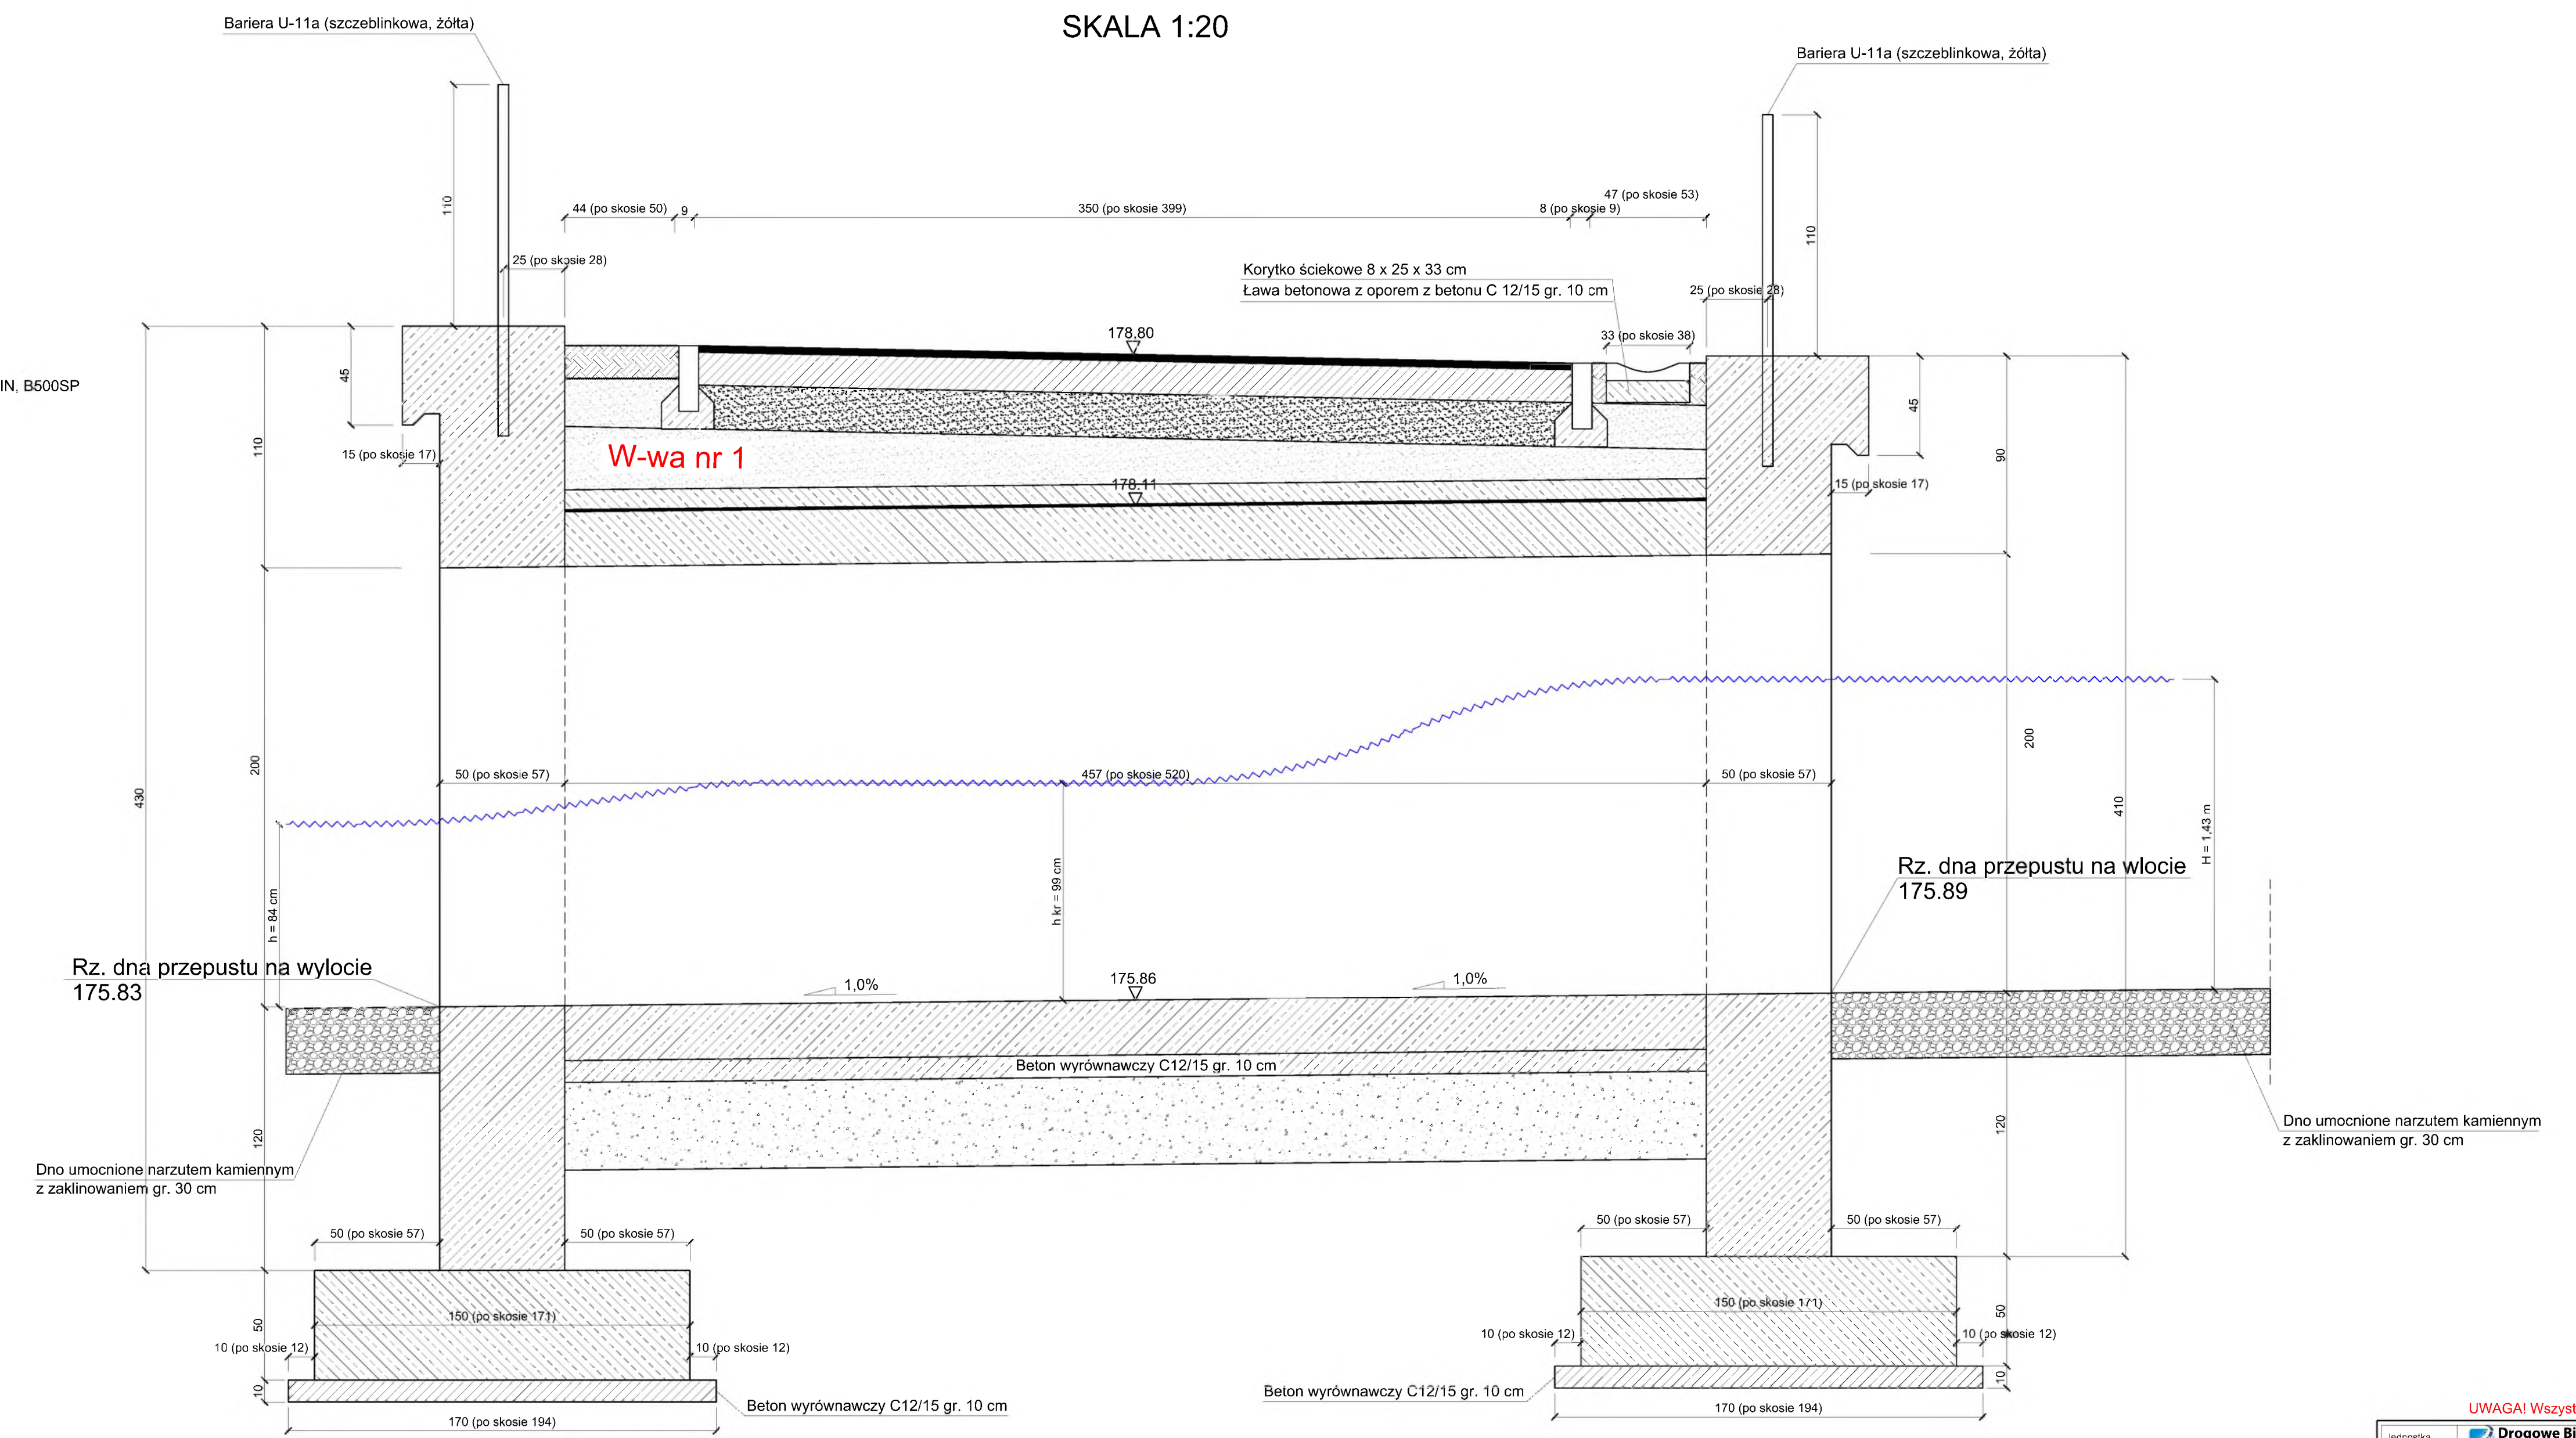 SKALA 1:20
Bariera U-11a (szczeblinkowa, żółta)
Bariera U-11a (szczeblinkowa, żółta)
110
44 (po skosie 50)
9
350 (po skosie 399)
8 (po skosie 9)
47 (po skosie 53)
110
25 (po skosie 28)
Korytko ściekowe 8 x 25 x 33 cm
Ława betonowa z oporem z betonu C 12/15 gr. 10 cm
25 (po skosie 28)
178.80
33 (po skosie 38)
IN, B500SP
45
45
110
15 (po skosie 17)
W-wa nr 1
90
178.11
15 (po skosie 17)
200
430
50 (po skosie 57)
457 (po skosie 520)
50 (po skosie 57)
200
410
H = 1,43 m
h = 84 cm
h kr = 99 cm
Rz. dna przepustu na wlocie
175.89
Rz. dna przepustu na wylocie
175.83
1,0%
175.86
1,0%
Beton wyrównawczy C12/15 gr. 10 cm
120
120
Dno umocnione narzutem kamiennym
z zaklinowaniem gr. 30 cm
Dno umocnione narzutem kamiennym
z zaklinowaniem gr. 30 cm
50 (po skosie 57)
50 (po skosie 57)
50 (po skosie 57)
50 (po skosie 57)
150 (po skosie 171)
150 (po skosie 171)
50
50
10 (po skosie 12)
10 (po skosie 12)
10 (po skosie 12)
10 (po skosie 12)
10
10
Beton wyrównawczy C12/15 gr. 10 cm
Beton wyrównawczy C12/15 gr. 10 cm
170 (po skosie 194)
170 (po skosie 194)
UWAGA! Wszyst
Jednostka
Drogowe Bi